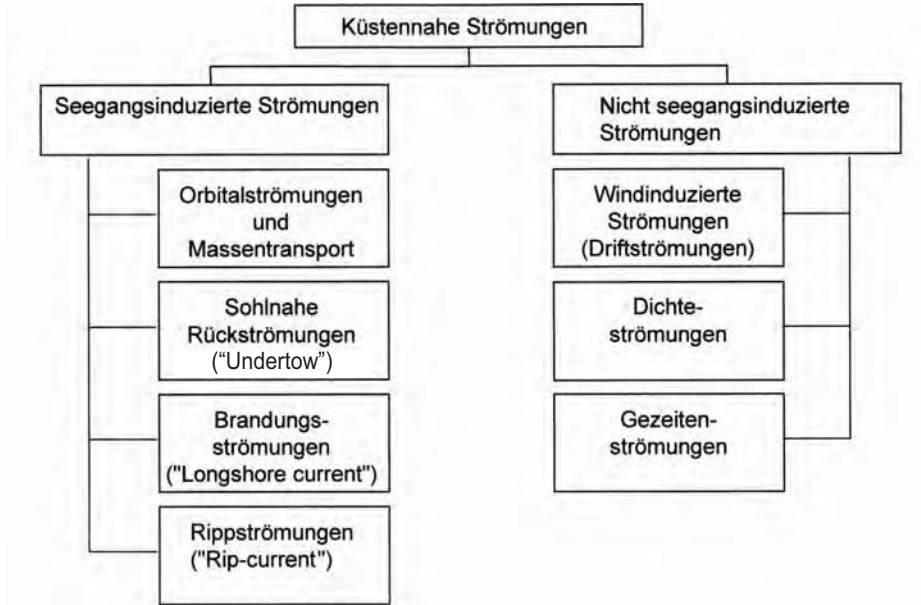 Küstennahe Strömungen
Seegangsinduzierte Strömungen
Nicht seegangsinduzierte
Strömungen
Orbitalströmungen
und
Massentransport
Sohlnahe
Rückströmungen
(“Undertow”)
Brandungs-
strömungen
("Longshore current")
Rippströmungen
("Rip-current")
Windinduzierte
Strömungen
(Driftströmungen)
Dichte-
strömungen
Gezeiten-
strömungen